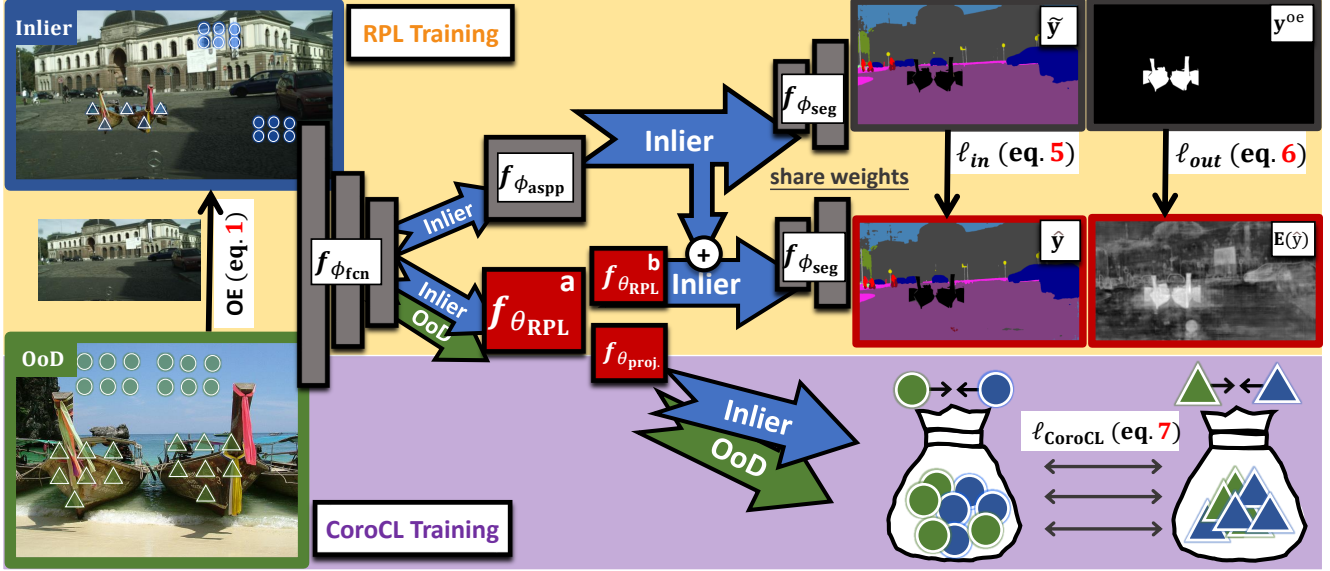 Inlier
RPL Training
ỹ
y^oe
f_ϕseg
Inlier
f_ϕaspp
ℓ_in (eq. 5)
ℓ_out (eq. 6)
share weights
Inlier
OE (eq. 1)
f_ϕfcn
+
ŷ
E(ŷ)
b
f_θRPL
Inlier
f_ϕseg
a
f_θRPL
Inlier
OoD
OoD
f_θproj.
Inlier
OoD
ℓ_CoroCL (eq. 7)
CoroCL Training